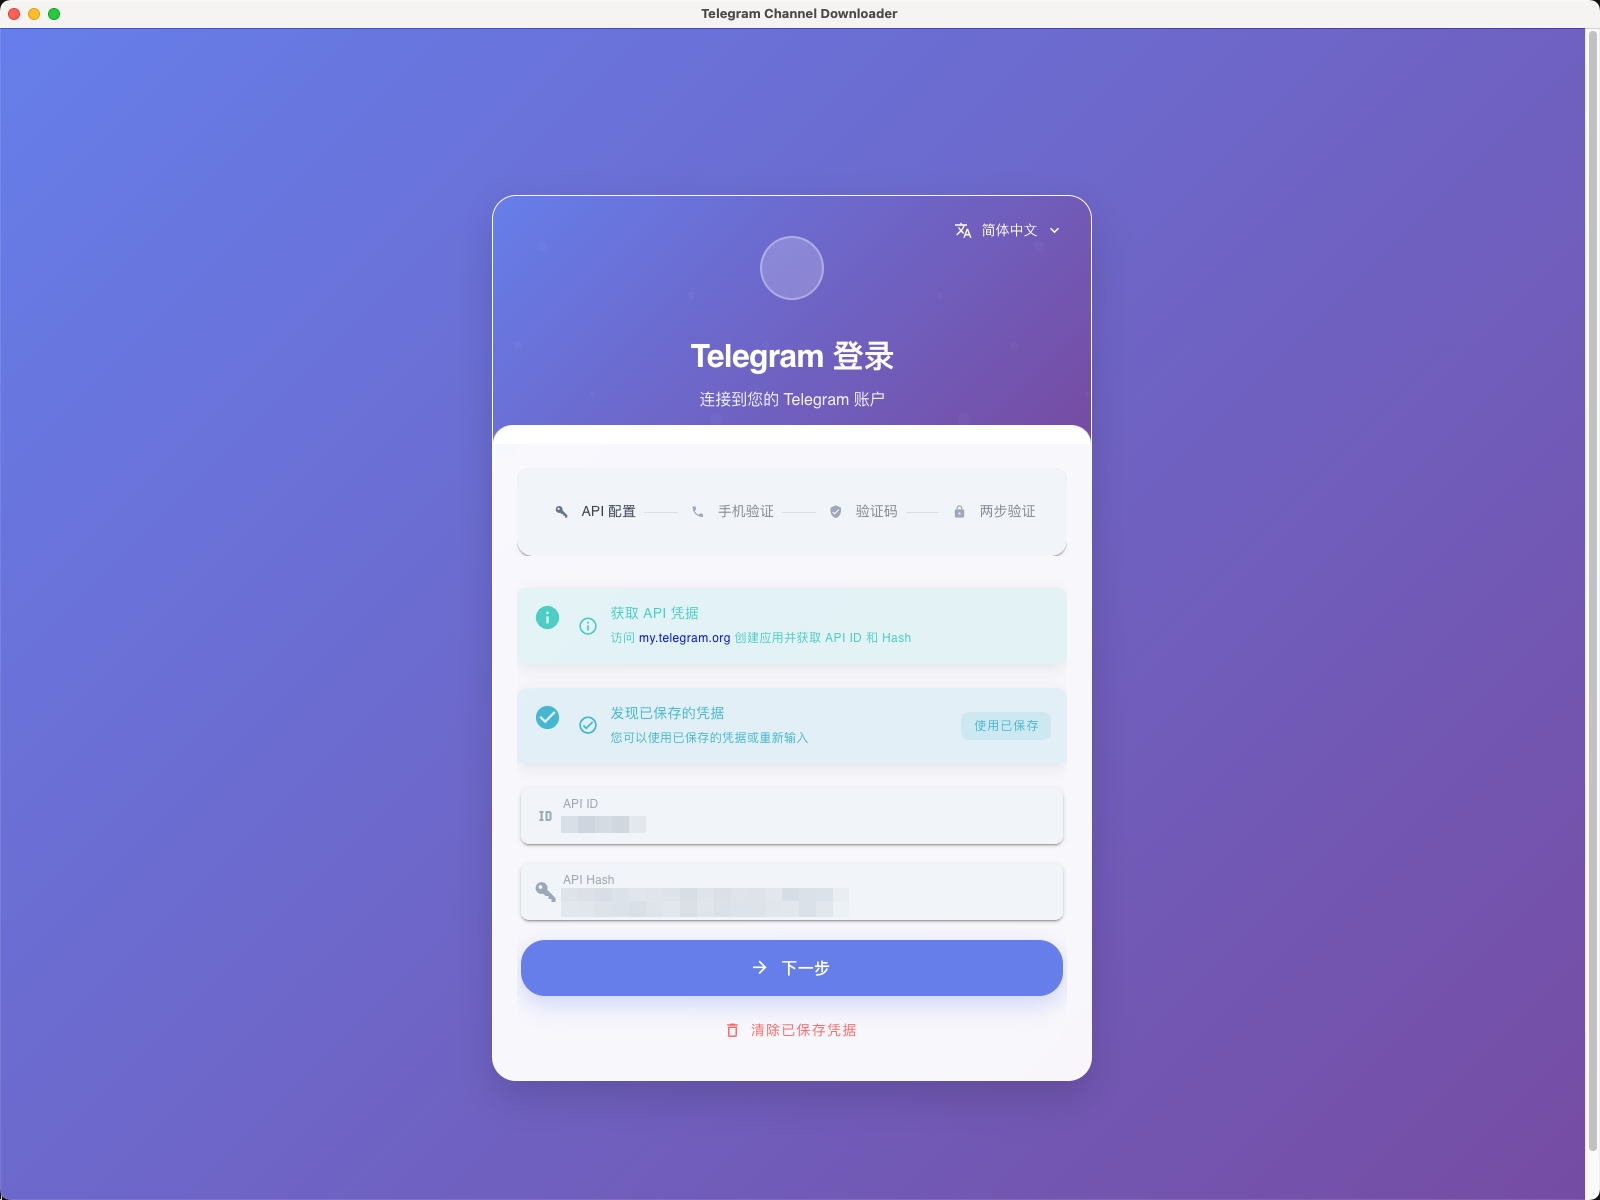 Telegram Channel Downloader
简体中文
Telegram 登录
连接到您的 Telegram 账户
API 配置
手机验证
验证码
两步验证
获取 API 凭据
访问 my.telegram.org 创建应用并获取 API ID 和 Hash
发现已保存的凭据
您可以使用已保存的凭据或重新输入
使用已保存
ID
API ID
API Hash
下一步
清除已保存凭据